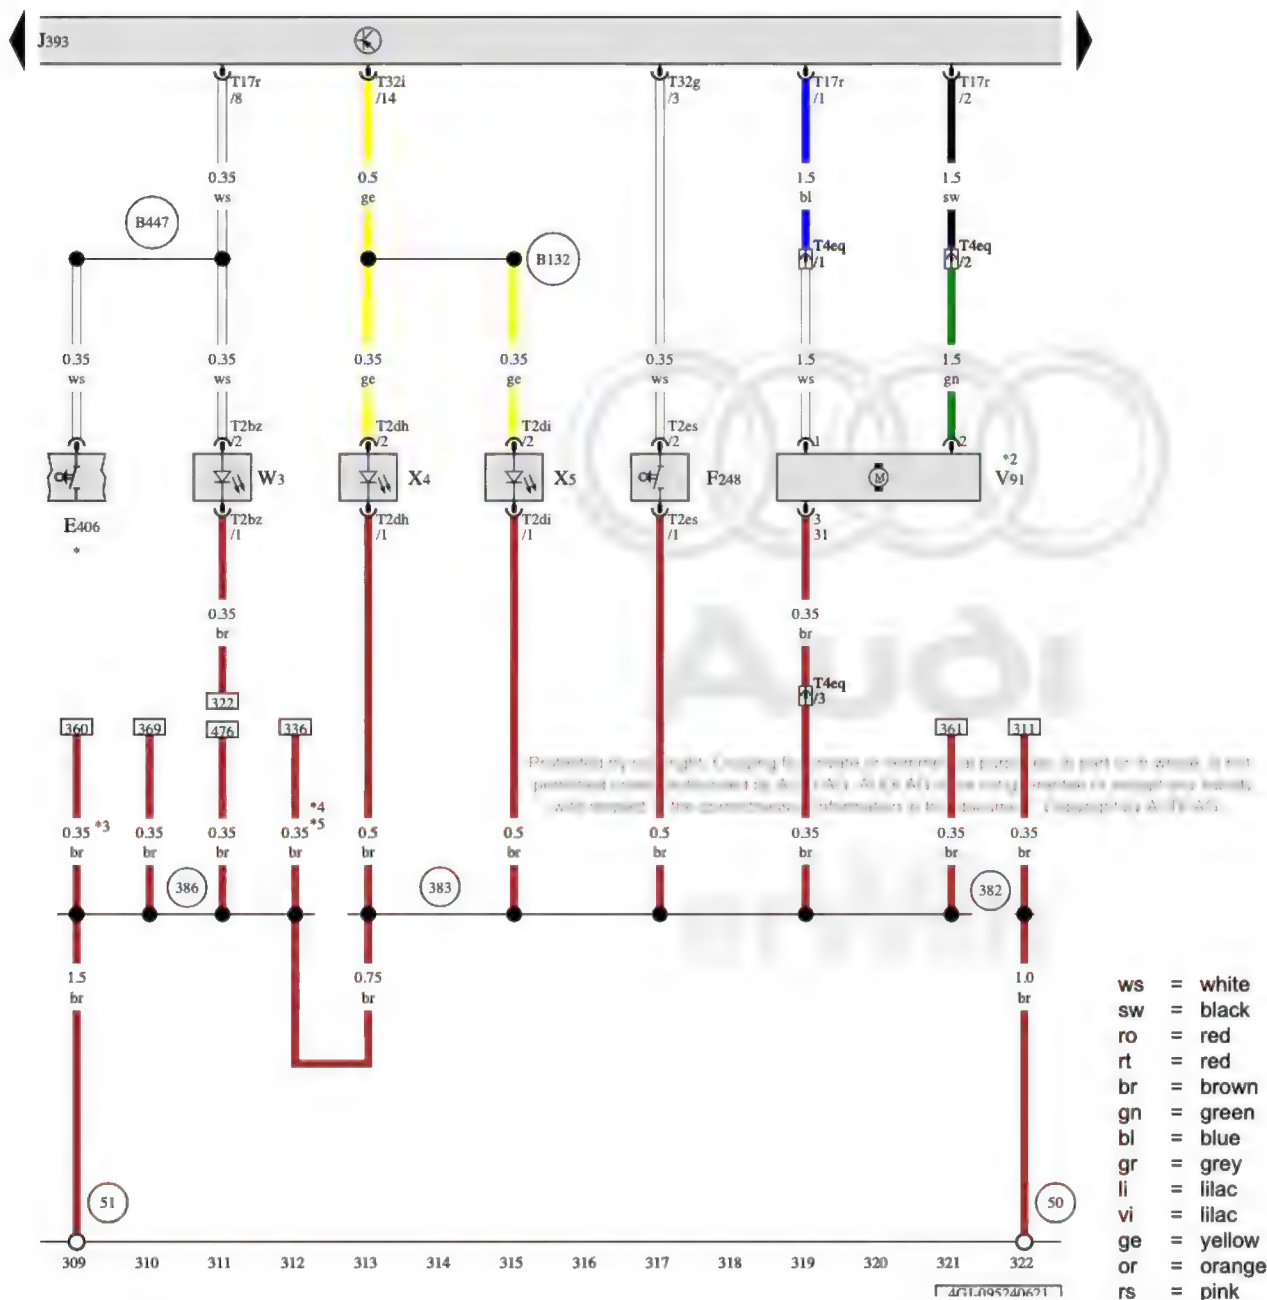 J393
T17r
/8
T32i
/14
T32g
/3
T17r
/1
T17r
/2
0.35
ws
0.5
ge
1.5
bl
1.5
sw
B447
B132
T4eq
/1
T4eq
/2
0.35
ws
0.35
ws
0.35
ge
0.35
ge
0.35
ws
1.5
ws
1.5
gn
T2bz
/2
T2dh
/2
T2di
/2
T2es
/2
1
2
*2
W3
X4
X5
F248
M
V91
E406
*
T2bz
/1
T2dh
/1
T2di
/1
T2es
/1
3
31
0.35
br
0.35
br
Audi
322
T4eq
/3
360
369
476
336
361
311
0.35 *3
br
0.35
br
0.35
br
*4
0.35 *5
br
0.5
br
0.5
br
0.5
br
0.35
br
0.35
br
0.35
br
386
383
382
erWin
1.5
br
0.75
br
1.0
br
51
50
309 310 311 312 313 314 315 316 317 318 319 320 321 322
4G1-095240621
ws = white
sw = black
ro = red
rt = red
br = brown
gn = green
bl = blue
gr = grey
li = lilac
vi = lilac
ge = yellow
or = orange
rs = pink